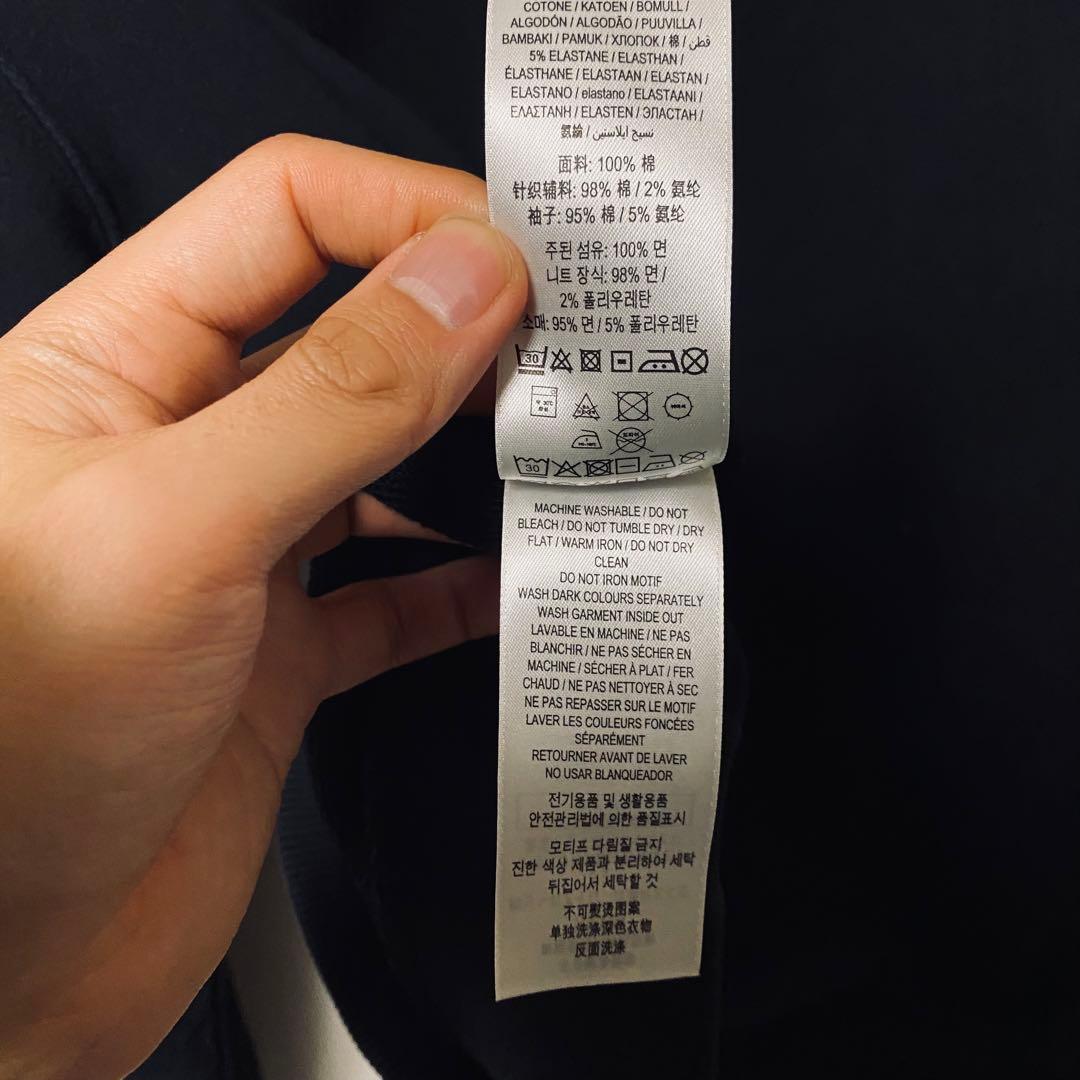 COTONE / KATOEN / BOMULL /
ALGODÓN / ALGODÃO / PUUVILLA /
BAMBAKI / PAMUK / ХЛОПОК / 棉 / قطن
5% ELASTANE / ELASTHAN /
ÉLASTHANE / ELASTAAN / ELASTAN /
ELASTANO / elastano / ELASTAANI /
ΕΛΑΣΤΑΝΗ / ELASTEN / ЭЛАСТАН /
氨綸 / نسيج ايلاستين
面料: 100% 棉
针织辅料: 98% 棉 / 2% 氨纶
袖子: 95% 棉 / 5% 氨纶
주된 섬유: 100% 면
니트 장식: 98% 면 /
2% 폴리우레탄
소매: 95% 면 / 5% 폴리우레탄
30
30
MACHINE WASHABLE / DO NOT
BLEACH / DO NOT TUMBLE DRY / DRY
FLAT / WARM IRON / DO NOT DRY
CLEAN
DO NOT IRON MOTIF
WASH DARK COLOURS SEPARATELY
WASH GARMENT INSIDE OUT
LAVABLE EN MACHINE / NE PAS
BLANCHIR / NE PAS SÉCHER EN
MACHINE / SÉCHER À PLAT / FER
CHAUD / NE PAS NETTOYER À SEC
NE PAS REPASSER SUR LE MOTIF
LAVER LES COULEURS FONCÉES
SÉPARÉMENT
RETOURNER AVANT DE LAVER
NO USAR BLANQUEADOR
전기용품 및 생활용품
안전관리법에 의한 품질표시
모티프 다림질 금지
진한 색상 제품과 분리하여 세탁
뒤집어서 세탁할 것
不可熨烫图案
单独洗涤深色衣物
反面洗涤